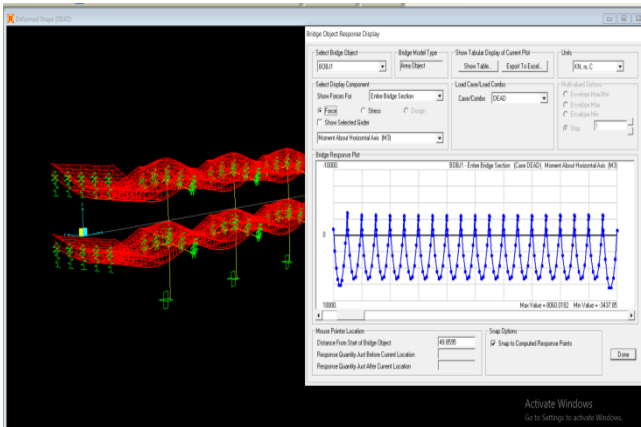 Deformed Shape (DEAD)
Bridge Object Response Display
Select Bridge Object
BOBJ1
Bridge Model Type
Area Object
Show Tabular Display of Current Plot
Show Table...
Export To Excel...
Units
KN, m, C
Select Display Component
Show Forces For
Entire Bridge Section
Force
Stress
Design
Show Selected Girder
Moment About Horizontal Axis (M3)
Load Case/Load Combo
Case/Combo
DEAD
Multivalued Options
Envelope Max/Min
Envelope Max
Envelope Min
Step
1
Bridge Response Plot
-10000.
BOBJ1 - Entire Bridge Section (Case DEAD) Moment About Horizontal Axis (M3)
0
10000.
Max Value = 8060.0102 Min Value = -3437.05
Mouse Pointer Location
Distance From Start of Bridge Object
49.8595
Response Quantity Just Before Current Location
Response Quantity Just After Current Location
Snap Options
Snap to Computed Response Points
Done
Activate Windows
Go to Settings to activate Windows.